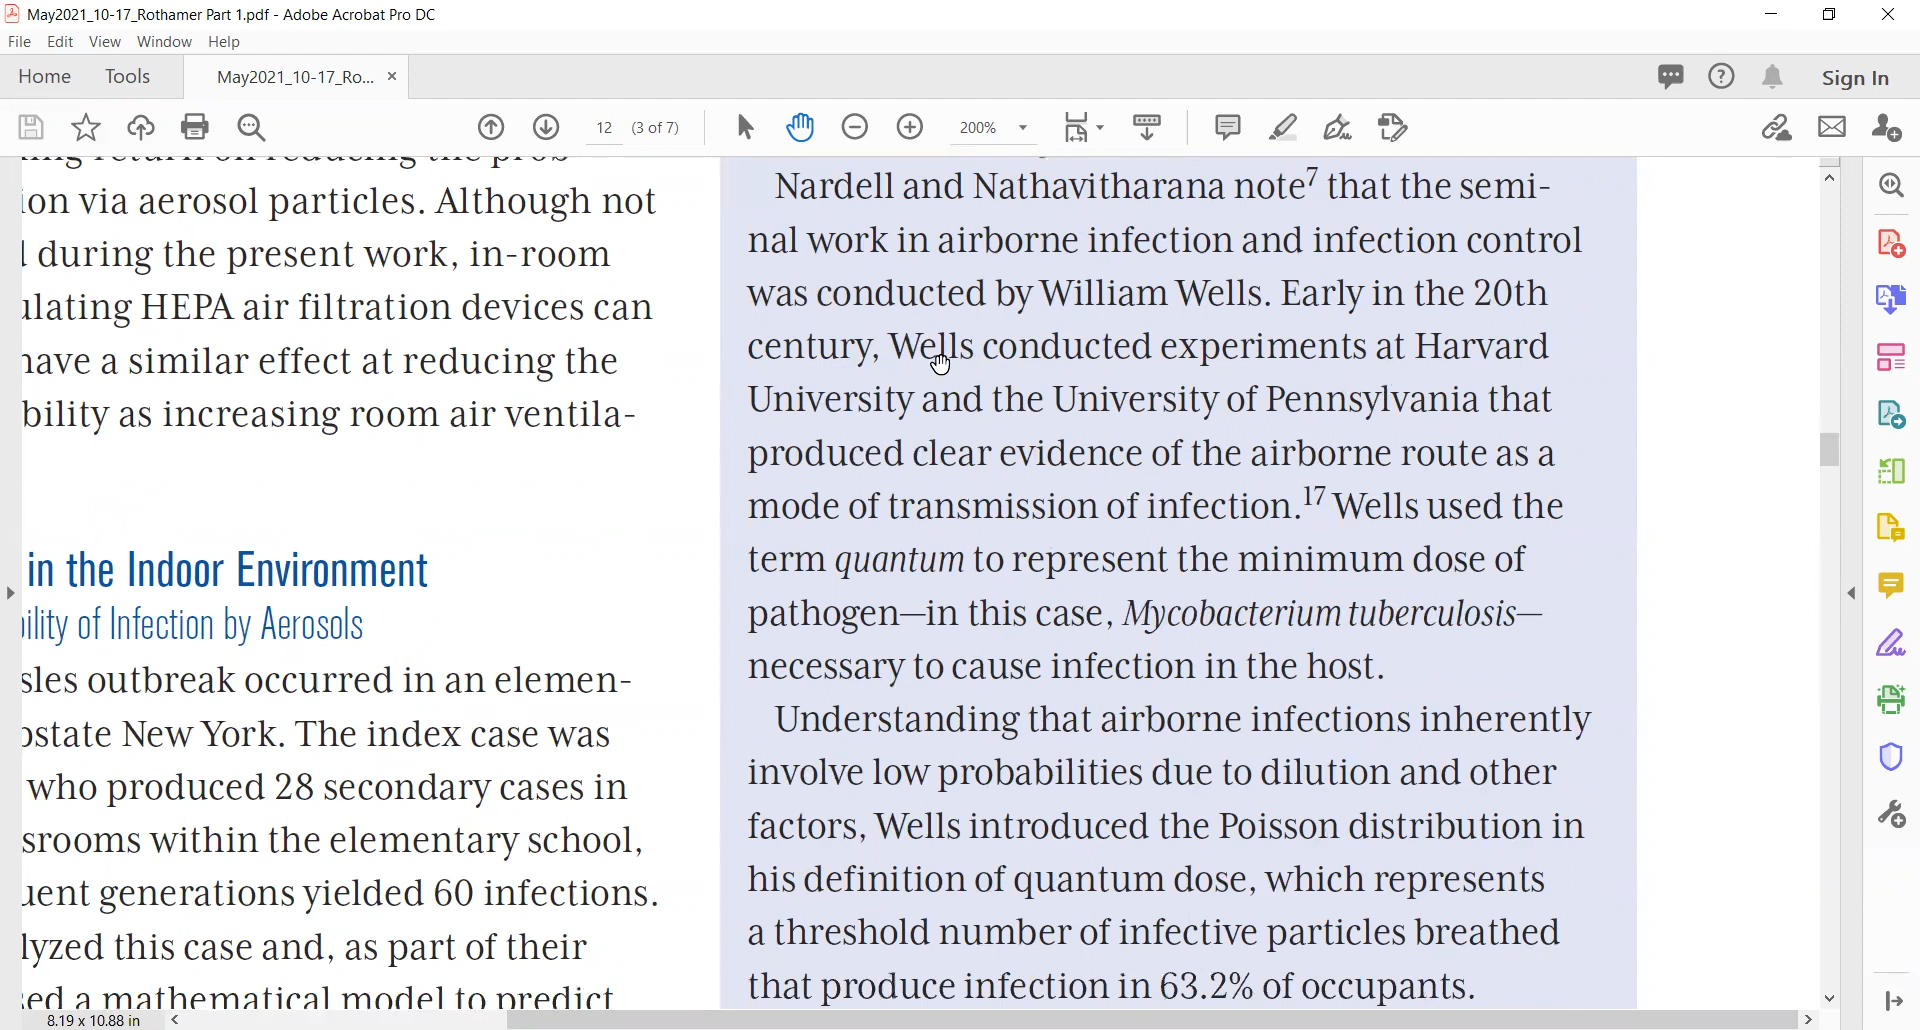 May2021_10-17_Rothamer Part 1.pdf - Adobe Acrobat Pro DC
File Edit View Window Help
Home Tools May2021_10-17_Ro... × Sign In
12 (3 of 7) 200%
ion via aerosol particles. Although not
during the present work, in-room
ulating HEPA air filtration devices can
have a similar effect at reducing the
bility as increasing room air ventila-
in the Indoor Environment
ility of Infection by Aerosols
sles outbreak occurred in an elemen-
pstate New York. The index case was
who produced 28 secondary cases in
srooms within the elementary school,
uent generations yielded 60 infections.
lyzed this case and, as part of their
sed a mathematical model to predict
Nardell and Nathavitharana note7 that the semi-
nal work in airborne infection and infection control
was conducted by William Wells. Early in the 20th
century, Wells conducted experiments at Harvard
University and the University of Pennsylvania that
produced clear evidence of the airborne route as a
mode of transmission of infection.17 Wells used the
term quantum to represent the minimum dose of
pathogen—in this case, Mycobacterium tuberculosis—
necessary to cause infection in the host.
Understanding that airborne infections inherently
involve low probabilities due to dilution and other
factors, Wells introduced the Poisson distribution in
his definition of quantum dose, which represents
a threshold number of infective particles breathed
that produce infection in 63.2% of occupants.
8.19 x 10.88 in